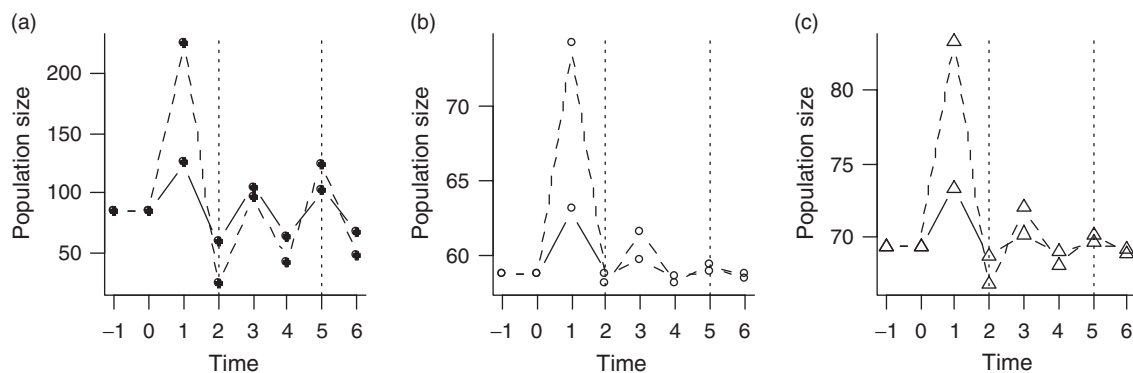 (a)
Population size
200
150
100
50
−1 0 1 2 3 4 5 6
Time
(b)
Population size
70
65
60
−1 0 1 2 3 4 5 6
Time
(c)
Population size
80
75
70
−1 0 1 2 3 4 5 6
Time